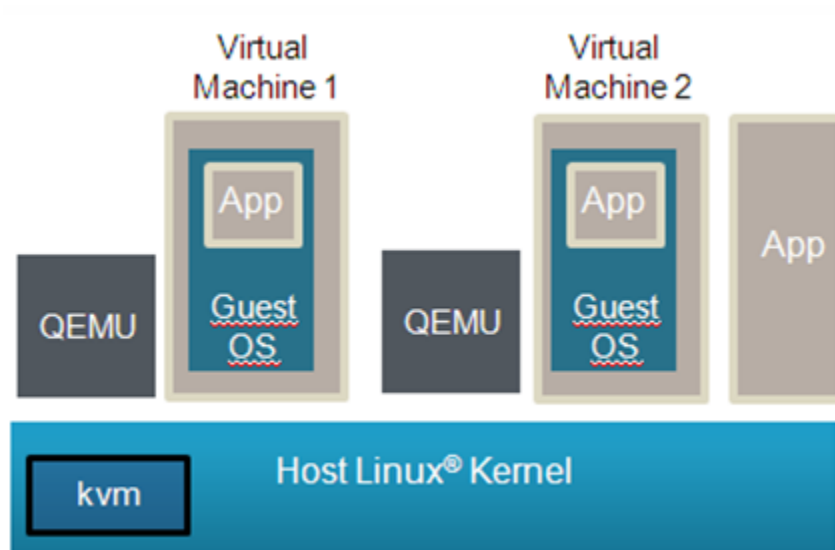 Virtual
Machine 1
Virtual
Machine 2
App
App
App
QEMU
Guest
OS
QEMU
Guest
OS
kvm
Host Linux® Kernel